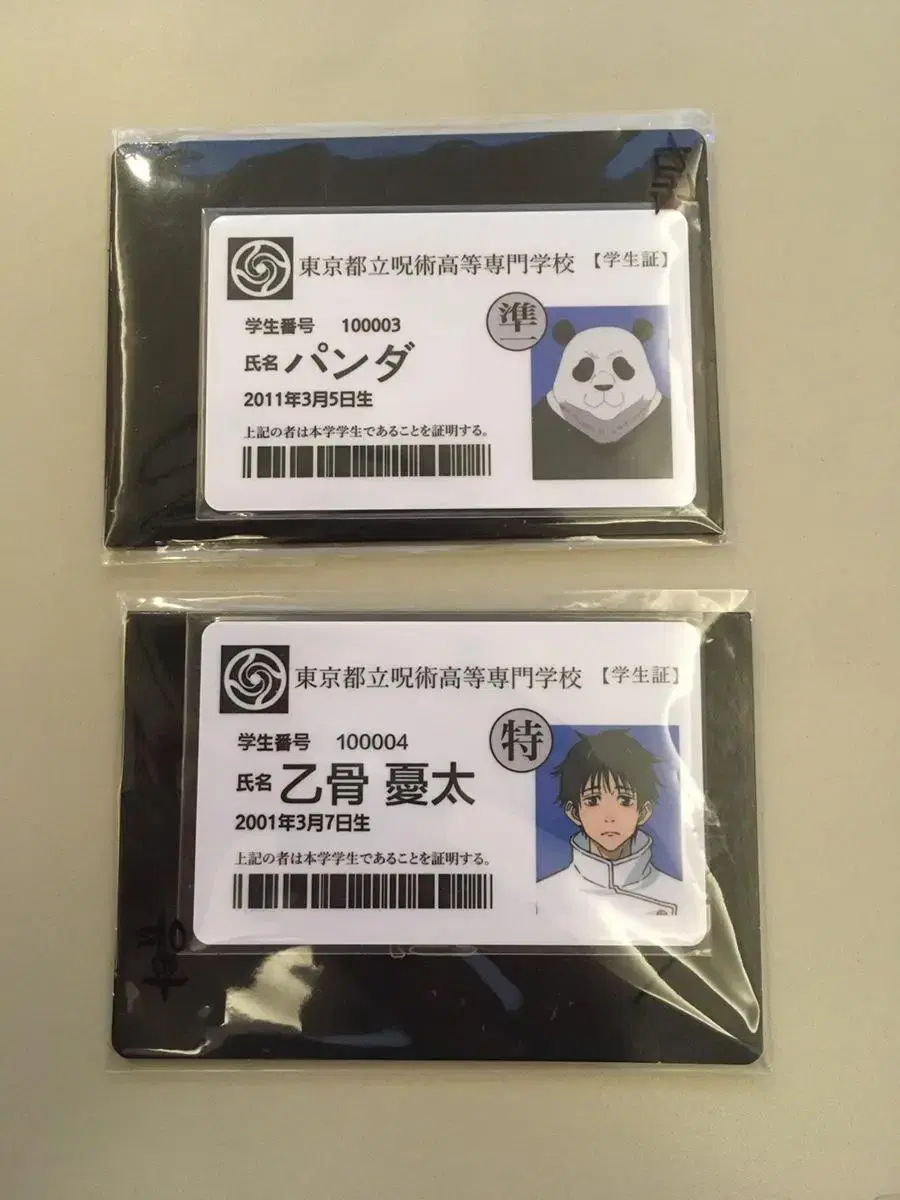 東京都立呪術高等専門学校 【学生証】
準一
学生番号 100003
氏名 パンダ
2011年3月5日生
上記の者は本学学生であることを証明する。
東京都立呪術高等専門学校 【学生証】
特
学生番号 100004
氏名 乙骨 憂太
2001年3月7日生
上記の者は本学学生であることを証明する。